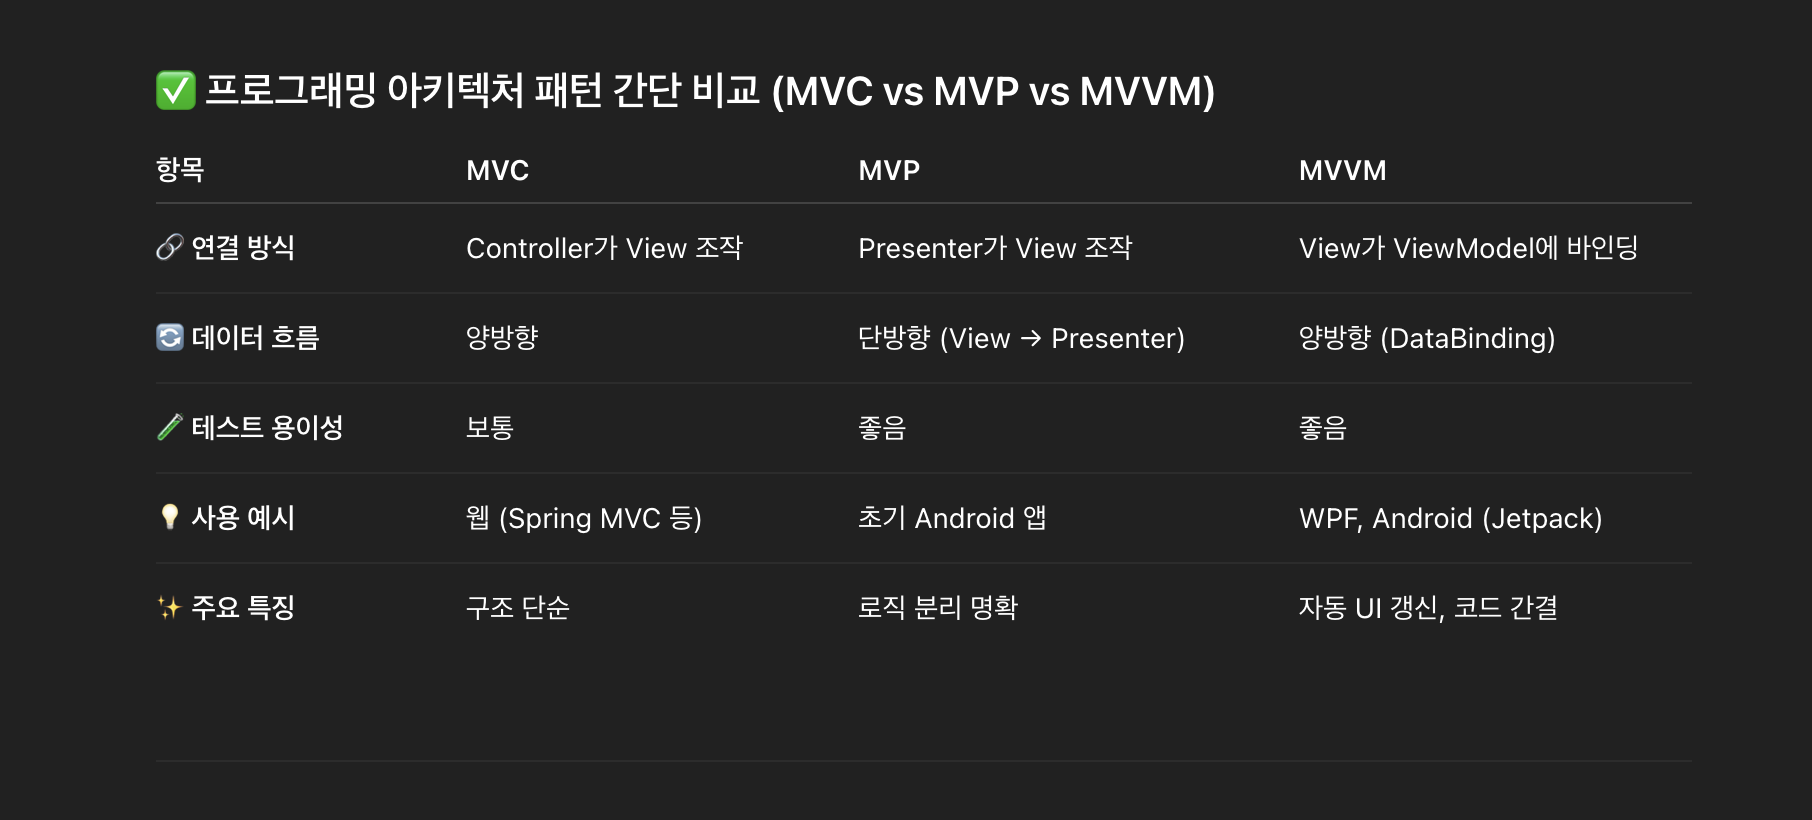 ✅ 프로그래밍 아키텍처 패턴 간단 비교 (MVC vs MVP vs MVVM)
항목 MVC MVP MVVM
🔗 연결 방식 Controller가 View 조작 Presenter가 View 조작 View가 ViewModel에 바인딩
🔄 데이터 흐름 양방향 단방향 (View → Presenter) 양방향 (DataBinding)
🧪 테스트 용이성 보통 좋음 좋음
💡 사용 예시 웹 (Spring MVC 등) 초기 Android 앱 WPF, Android (Jetpack)
✨ 주요 특징 구조 단순 로직 분리 명확 자동 UI 갱신, 코드 간결